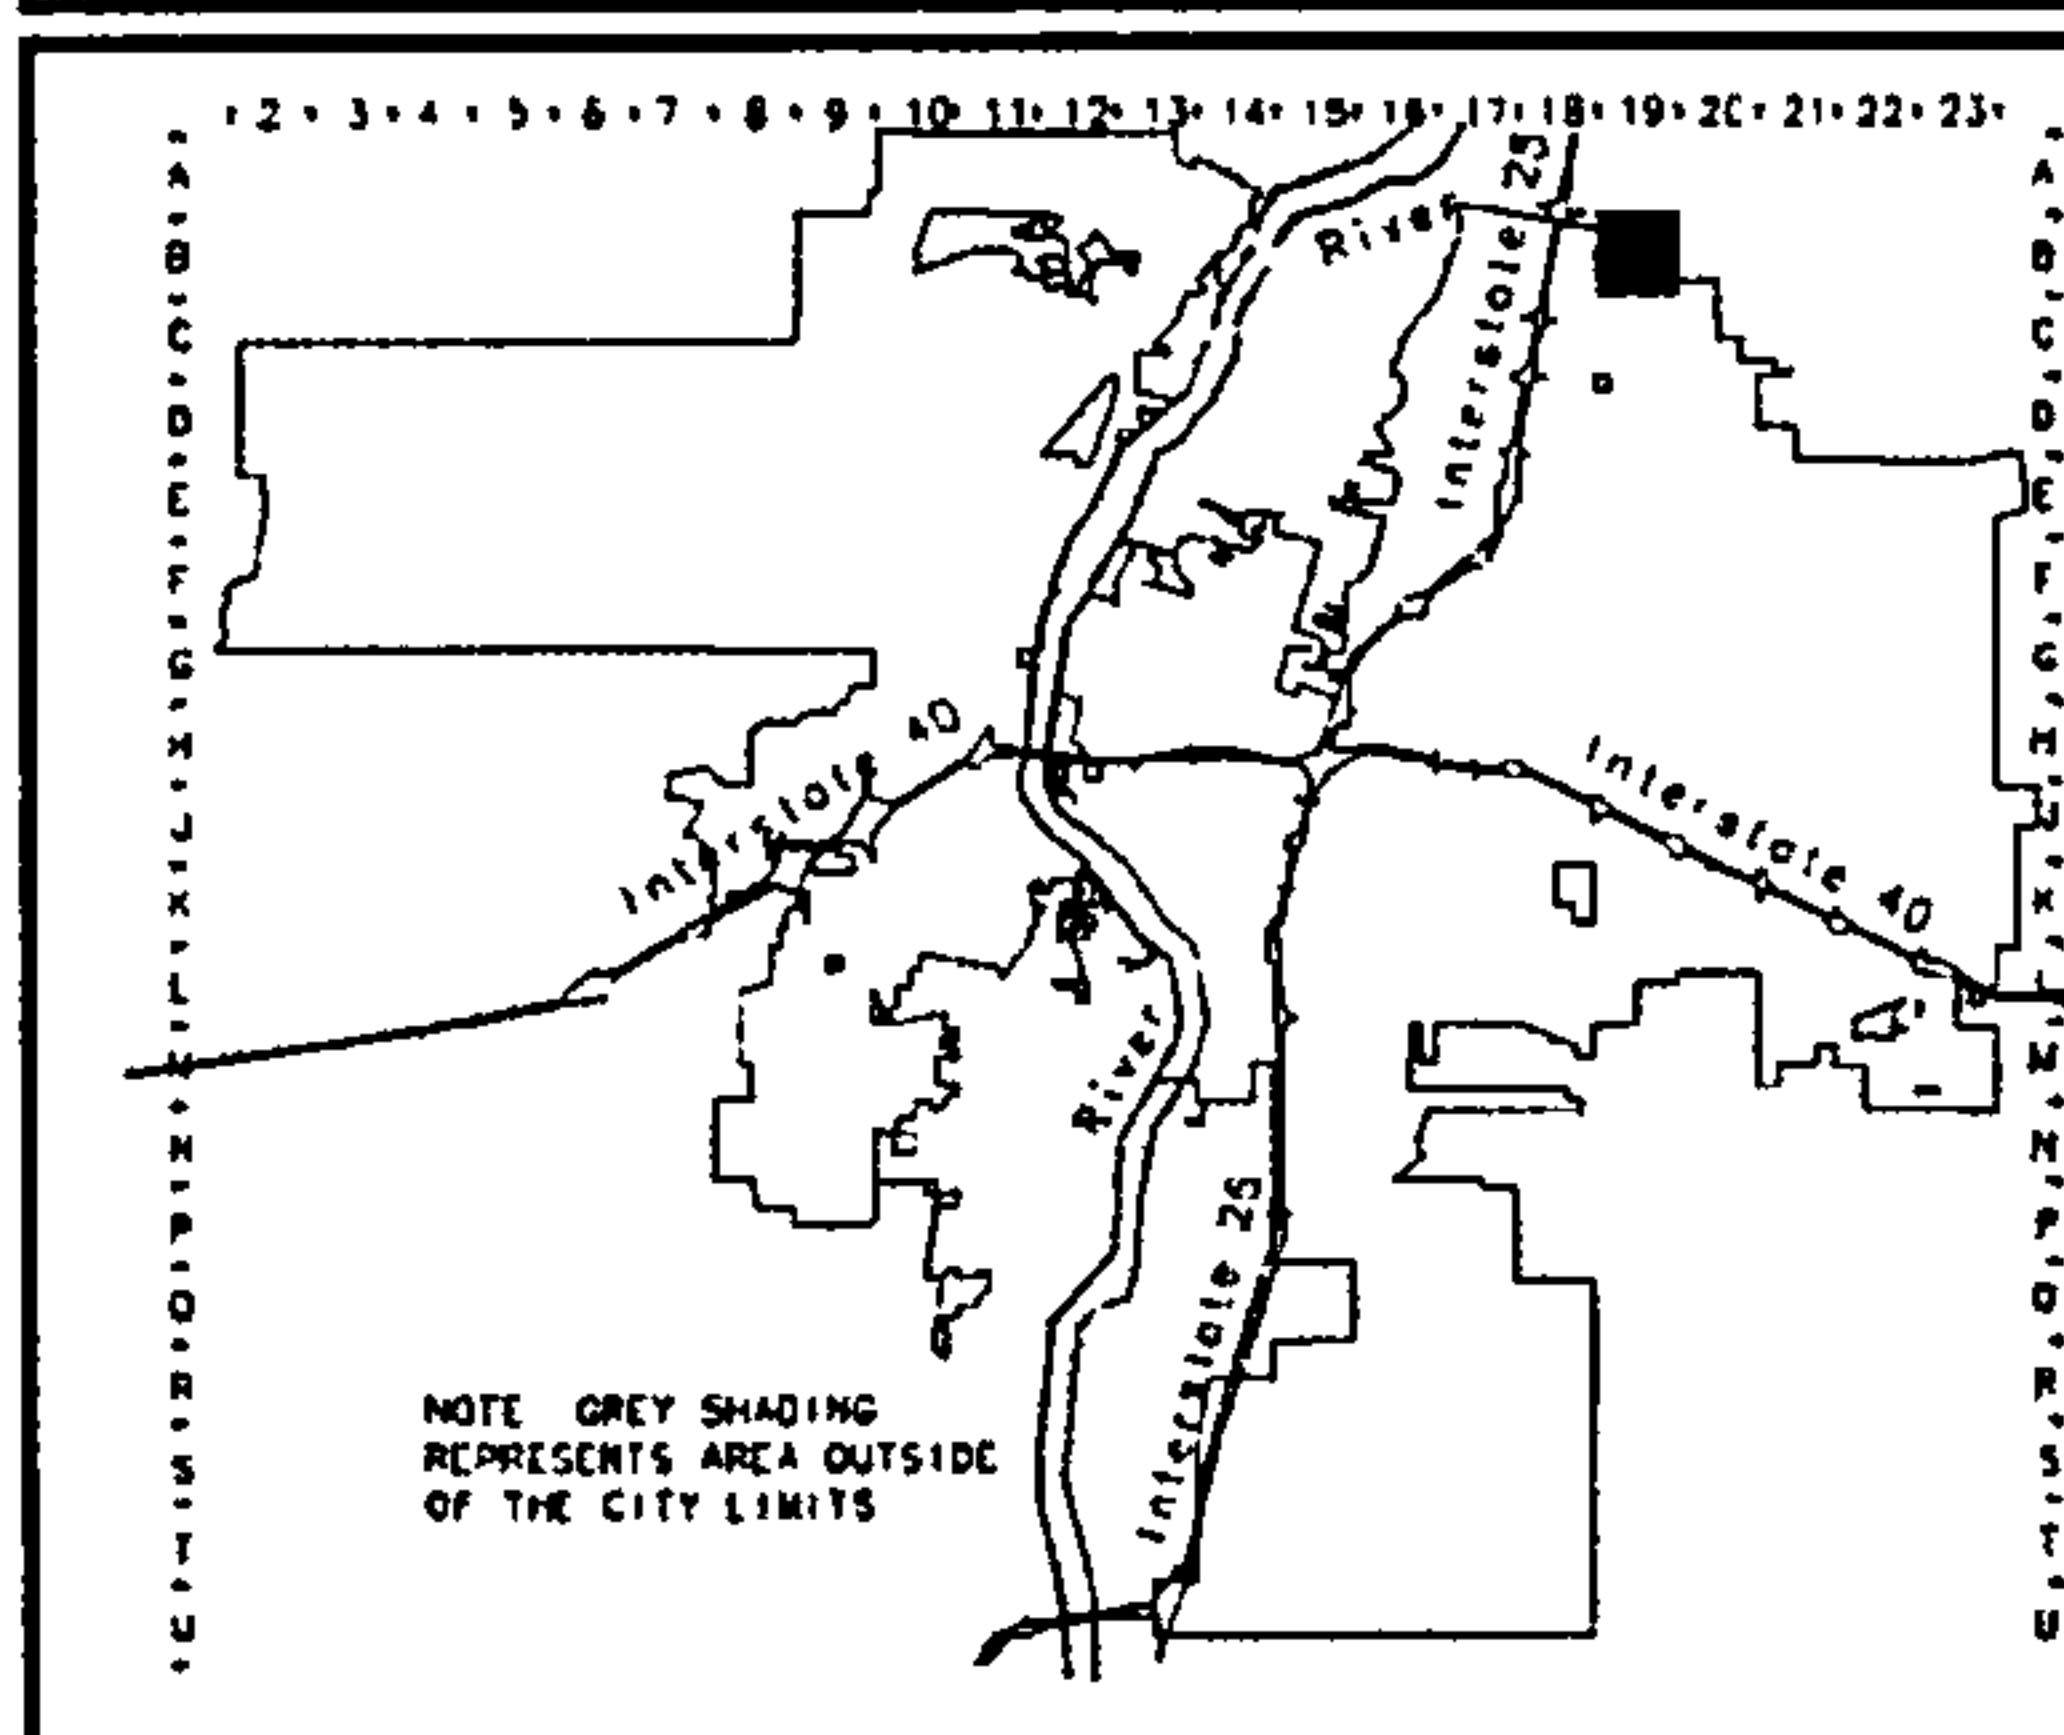 2 3 4 5 6 7 8 9 10 11 12 13 14 15 16 17 18 19 20 21 22 23
A A
B B
C C
D D
E E
F F
G G
H H
J J
K K
L L
M M
N N
P P
Q Q
R R
S S
T T
U U
River
Interstate 25
Interstate 40
Interstate 40
River
Interstate 25
NOTE GREY SHADING
REPRESENTS AREA OUTSIDE
OF THE CITY LIMITS